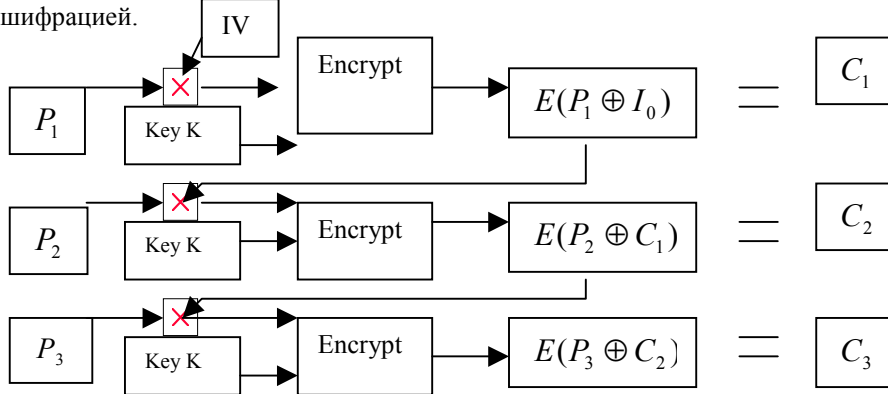 шифрацией.
IV
P₁
Key K
Encrypt
E(P₁ ⊕ I₀)
=
C₁
P₂
Key K
Encrypt
E(P₂ ⊕ C₁)
=
C₂
P₃
Key K
Encrypt
E(P₃ ⊕ C₂)
=
C₃